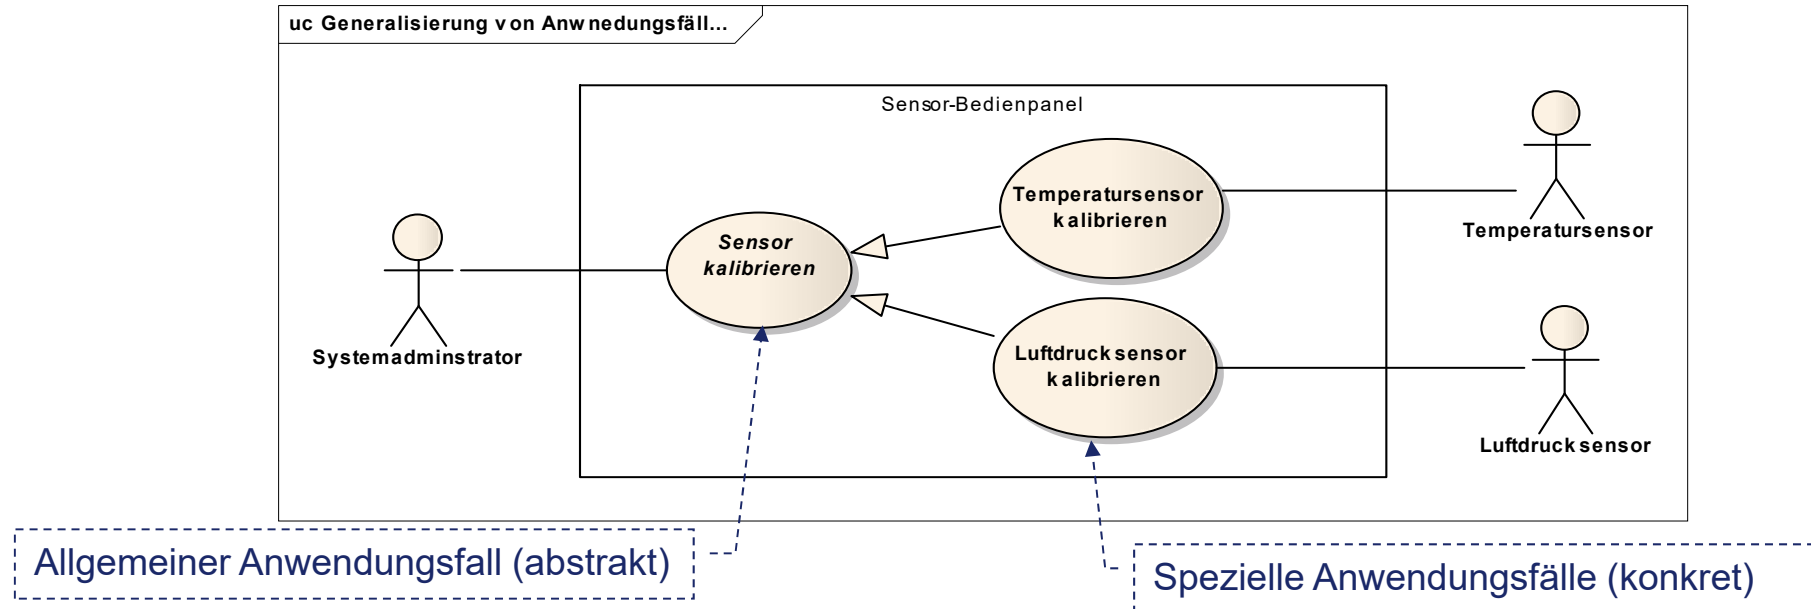 uc Generalisierung von Anwnedungsfäll...
Sensor-Bedienpanel
Temperatursensor
kalibrieren
Temperatursensor
Sensor
kalibrieren
Systemadminstrator
Luftdrucksensor
kalibrieren
Luftdrucksensor
Allgemeiner Anwendungsfall (abstrakt)
Spezielle Anwendungsfälle (konkret)